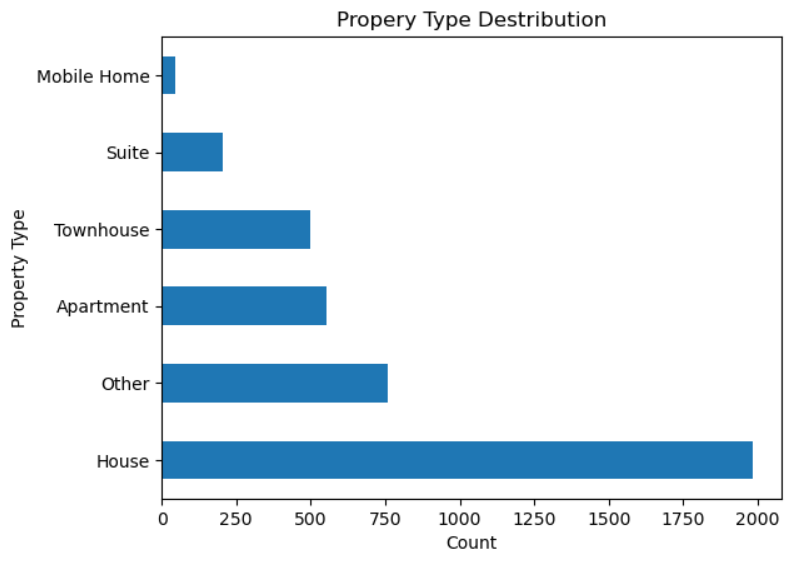 Propery Type Destribution
Mobile Home
Suite
Townhouse
Apartment
Other
House
Property Type
0 250 500 750 1000 1250 1500 1750 2000
Count